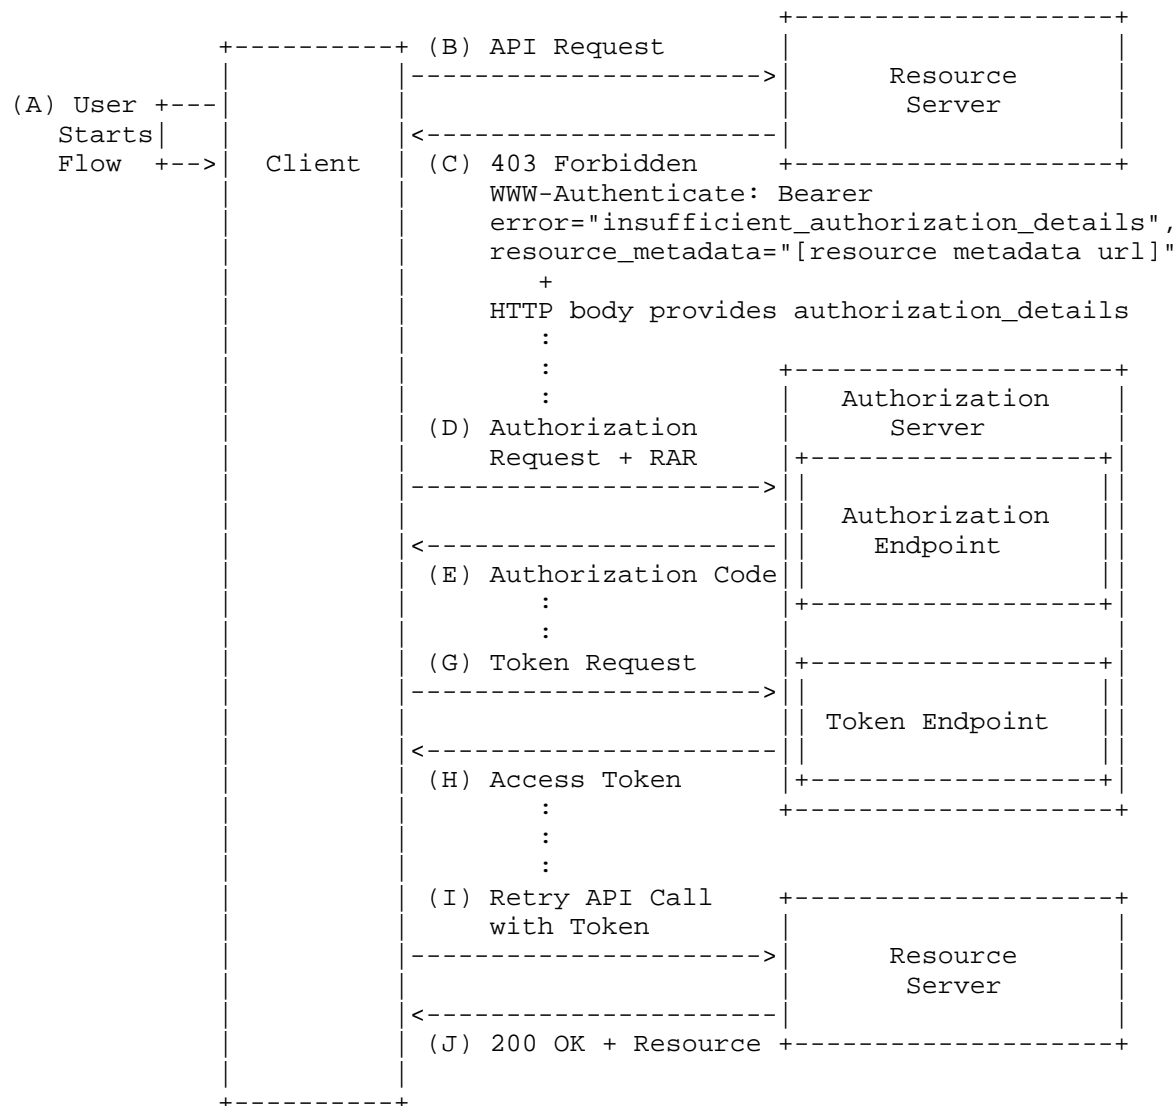 (B) API Request
Resource
(A) User
Server
Starts
Flow
Client
(C) 403 Forbidden
WWW-Authenticate: Bearer
error="insufficient_authorization_details",
resource_metadata="[resource metadata url]"
+
HTTP body provides authorization_details
:
:
:
Authorization
(D) Authorization
Server
Request + RAR
Authorization
Endpoint
(E) Authorization Code
:
:
(G) Token Request
Token Endpoint
(H) Access Token
:
:
:
(I) Retry API Call
with Token
Resource
Server
(J) 200 OK + Resource